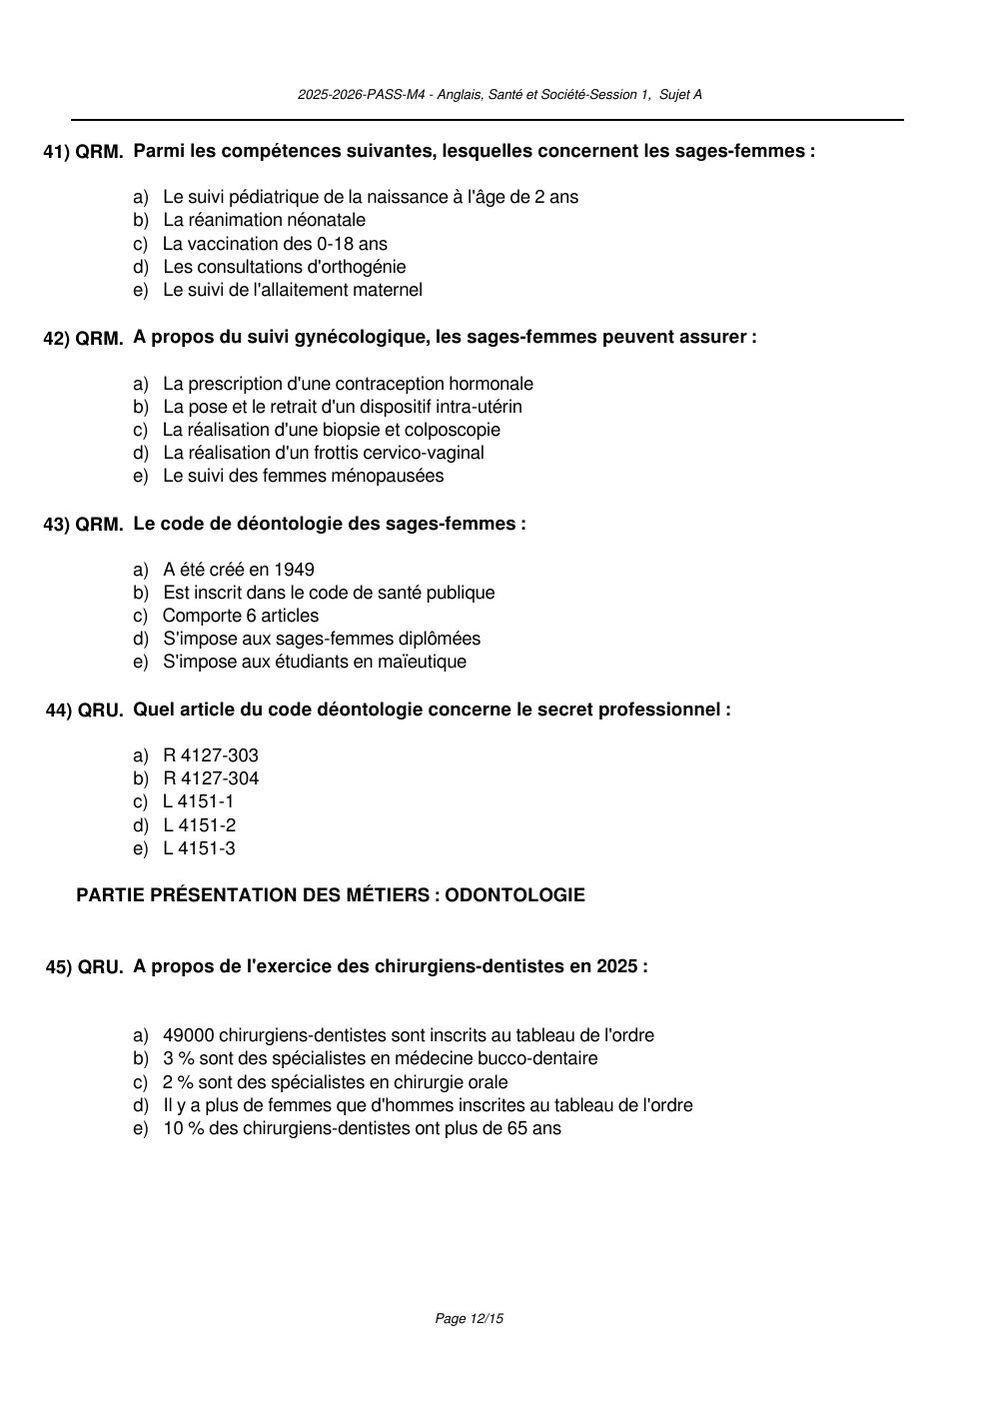 2025-2026-PASS-M4 - Anglais, Santé et Société-Session 1, Sujet A
41) QRM. Parmi les compétences suivantes, lesquelles concernent les sages-femmes :
a) Le suivi pédiatrique de la naissance à l'âge de 2 ans
b) La réanimation néonatale
c) La vaccination des 0-18 ans
d) Les consultations d'orthogénie
e) Le suivi de l'allaitement maternel
42) QRM. A propos du suivi gynécologique, les sages-femmes peuvent assurer :
a) La prescription d'une contraception hormonale
b) La pose et le retrait d'un dispositif intra-utérin
c) La réalisation d'une biopsie et colposcopie
d) La réalisation d'un frottis cervico-vaginal
e) Le suivi des femmes ménopausées
43) QRM. Le code de déontologie des sages-femmes :
a) A été créé en 1949
b) Est inscrit dans le code de santé publique
c) Comporte 6 articles
d) S'impose aux sages-femmes diplômées
e) S'impose aux étudiants en maïeutique
44) QRU. Quel article du code déontologie concerne le secret professionnel :
a) R 4127-303
b) R 4127-304
c) L 4151-1
d) L 4151-2
e) L 4151-3
PARTIE PRÉSENTATION DES MÉTIERS : ODONTOLOGIE
45) QRU. A propos de l'exercice des chirurgiens-dentistes en 2025 :
a) 49000 chirurgiens-dentistes sont inscrits au tableau de l'ordre
b) 3 % sont des spécialistes en médecine bucco-dentaire
c) 2 % sont des spécialistes en chirurgie orale
d) Il y a plus de femmes que d'hommes inscrites au tableau de l'ordre
e) 10 % des chirurgiens-dentistes ont plus de 65 ans
Page 12/15